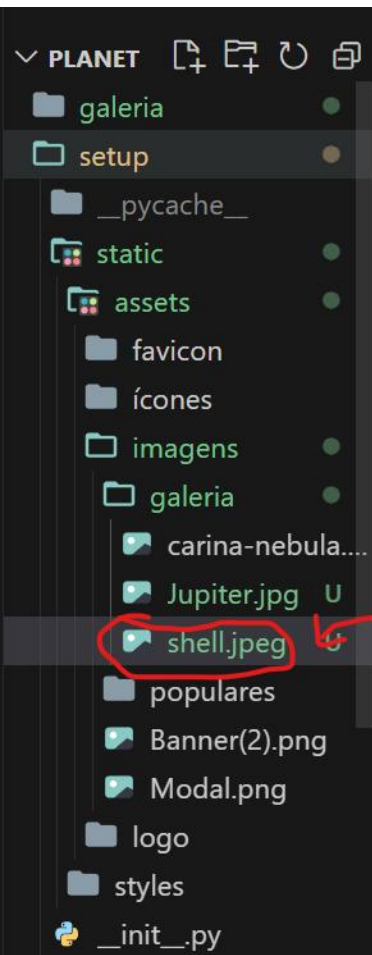 PLANET
galeria
setup
__pycache__
static
assets
favicon
ícones
imagens
galeria
carina-nebula....
Jupiter.jpg U
shell.jpeg U
populares
Banner(2).png
Modal.png
logo
styles
__init__.py